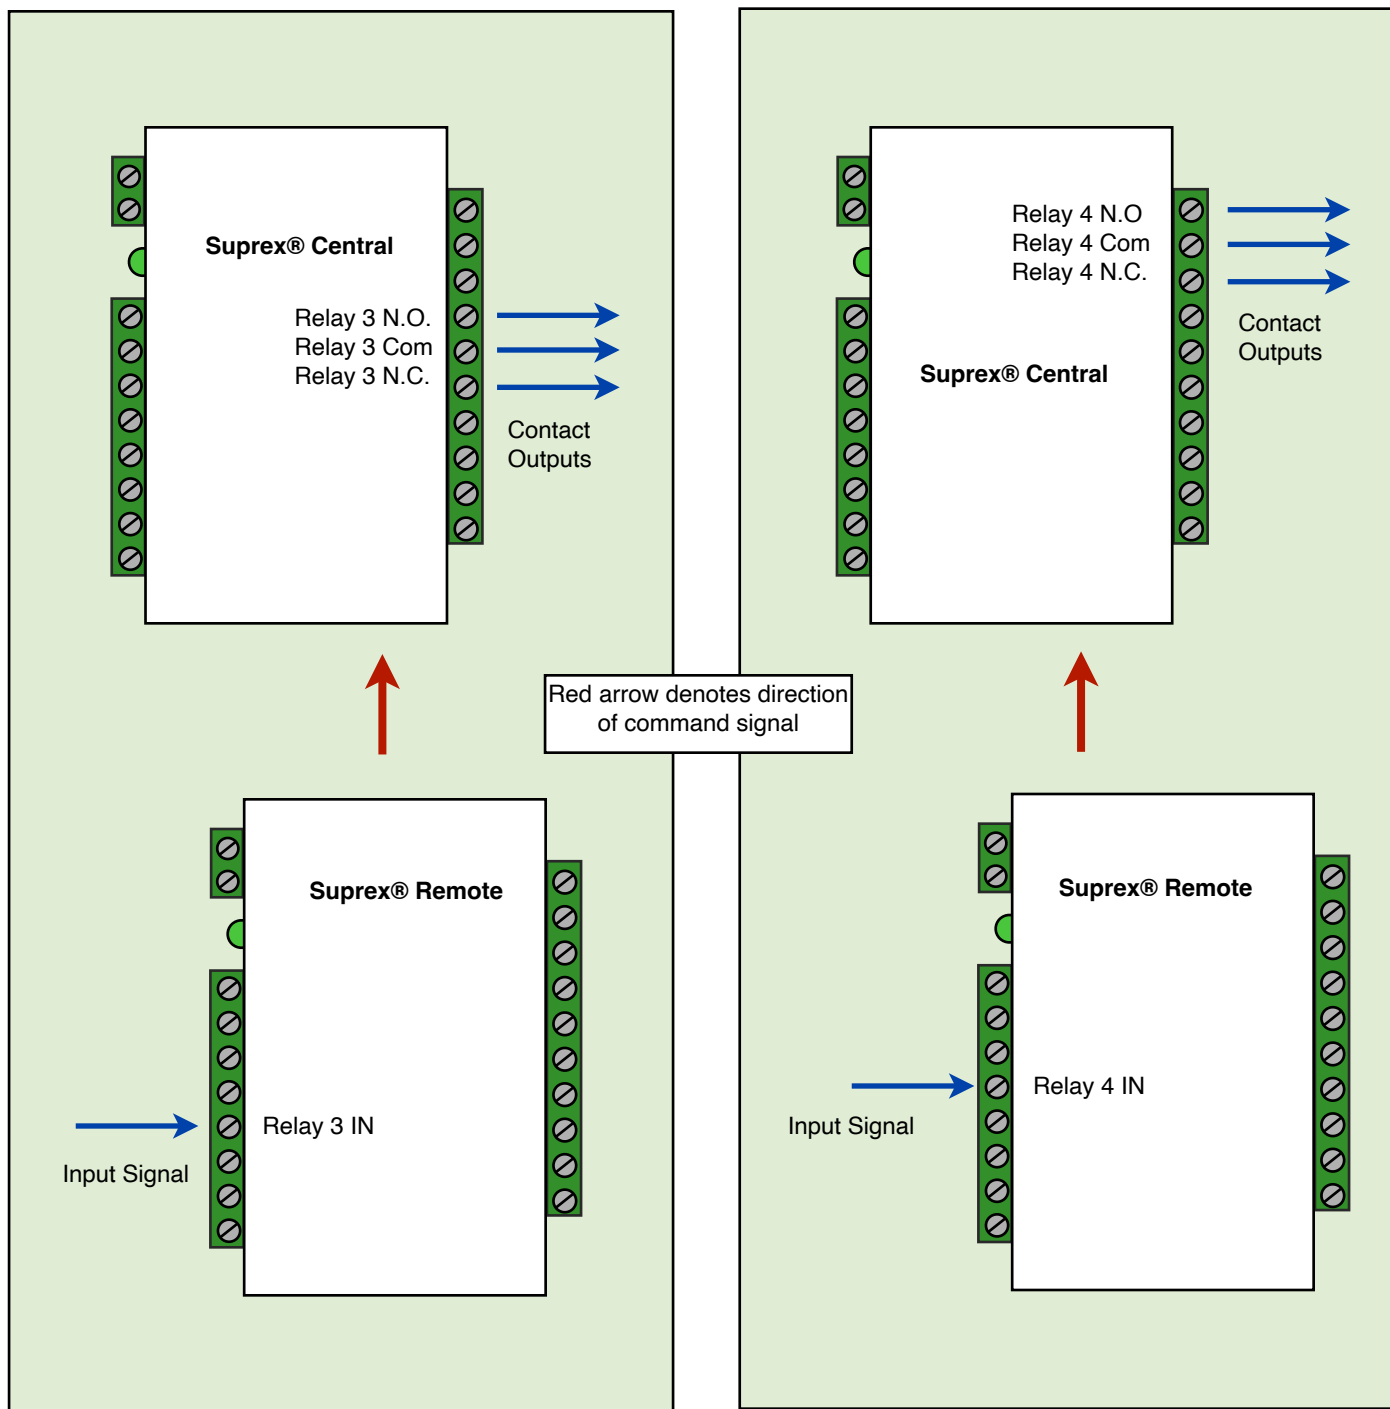 Suprex® Central
Relay 3 N.O.
Relay 3 Com
Relay 3 N.C.
Contact
Outputs
Relay 4 N.O
Relay 4 Com
Relay 4 N.C.
Contact
Outputs
Suprex® Central
Red arrow denotes direction
of command signal
Suprex® Remote
Relay 3 IN
Input Signal
Suprex® Remote
Relay 4 IN
Input Signal